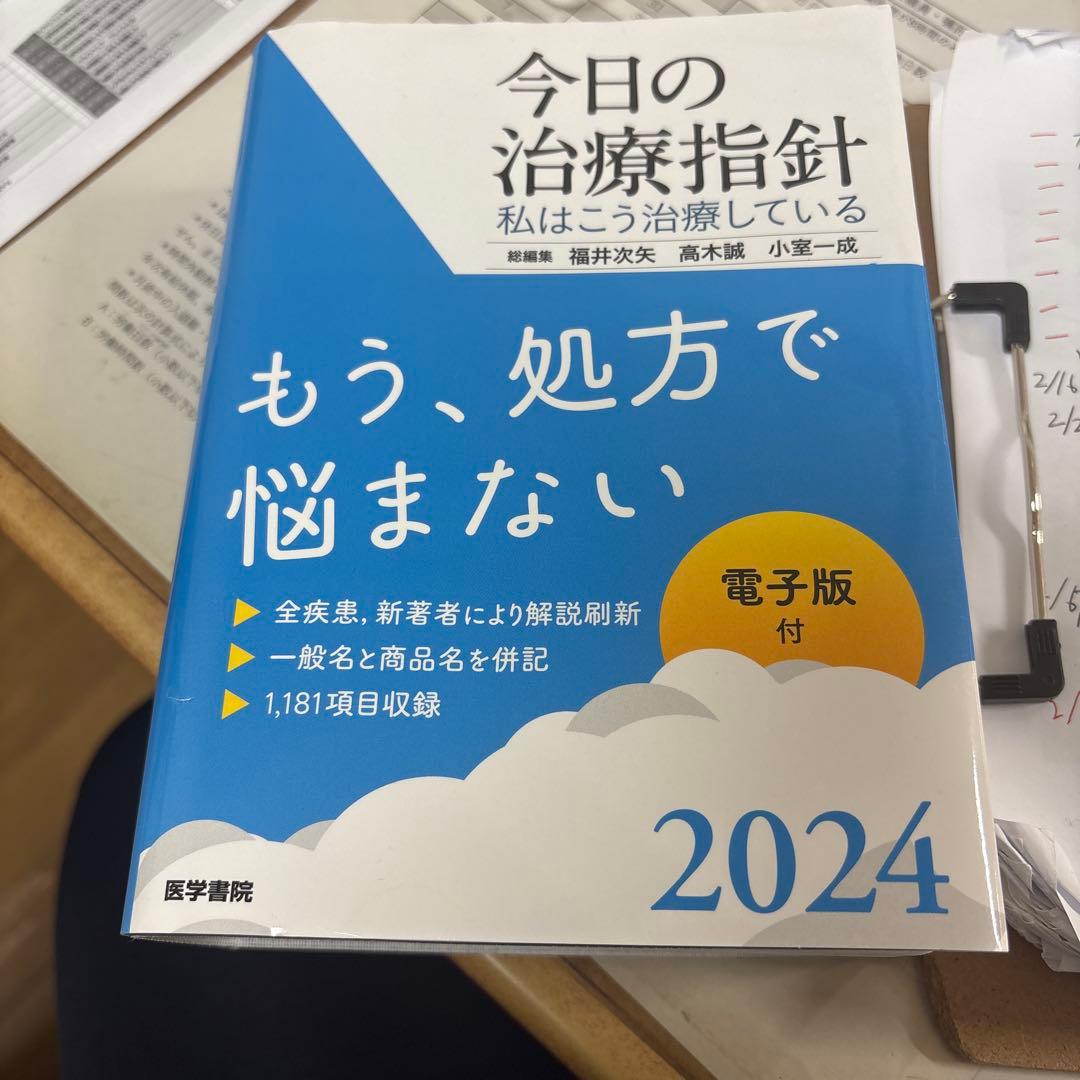 今日の
治療指針
私はこう治療している
総編集 福井次矢 高木誠 小室一成
もう、処方で
悩まない
電子版
付
▶ 全疾患, 新著者により解説刷新
▶ 一般名と商品名を併記
▶ 1,181項目収録
2024
医学書院
2/16